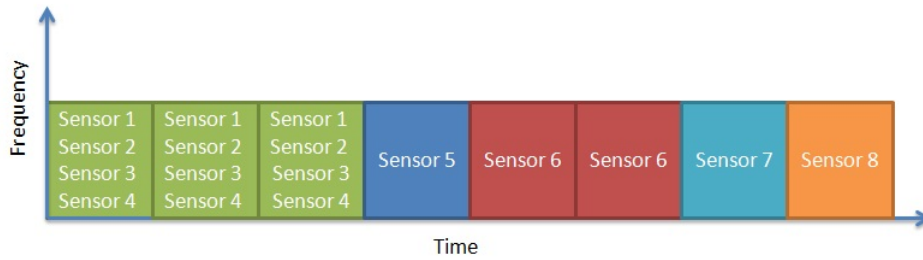 Frequency
Sensor 1
Sensor 2
Sensor 3
Sensor 4
Sensor 1
Sensor 2
Sensor 3
Sensor 4
Sensor 1
Sensor 2
Sensor 3
Sensor 4
Sensor 5
Sensor 6
Sensor 6
Sensor 7
Sensor 8
Time